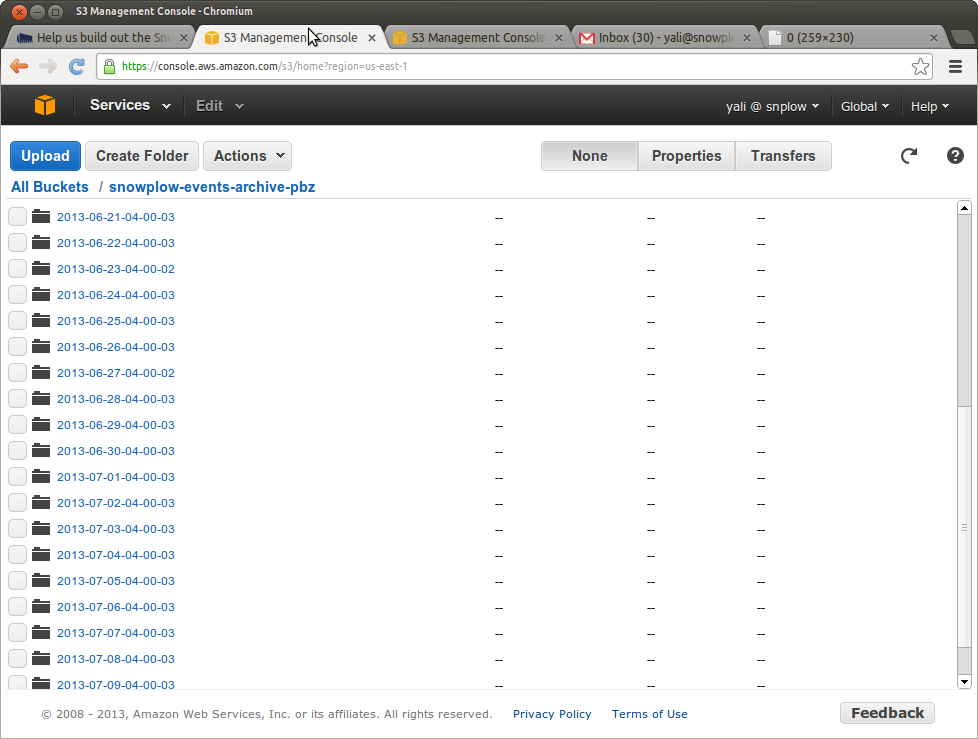 S3 Management Console - Chromium
Help us build out the Sno
S3 Management Console
S3 Management Console
Inbox (30) - yali@snowpl
0 (259×230)
https://console.aws.amazon.com/s3/home?region=us-east-1
Services Edit yali @ snplow Global Help
Upload Create Folder Actions None Properties Transfers ?
All Buckets / snowplow-events-archive-pbz
2013-06-21-04-00-03 -- -- --
2013-06-22-04-00-03 -- -- --
2013-06-23-04-00-02 -- -- --
2013-06-24-04-00-03 -- -- --
2013-06-25-04-00-03 -- -- --
2013-06-26-04-00-03 -- -- --
2013-06-27-04-00-02 -- -- --
2013-06-28-04-00-03 -- -- --
2013-06-29-04-00-03 -- -- --
2013-06-30-04-00-03 -- -- --
2013-07-01-04-00-03 -- -- --
2013-07-02-04-00-03 -- -- --
2013-07-03-04-00-03 -- -- --
2013-07-04-04-00-03 -- -- --
2013-07-05-04-00-03 -- -- --
2013-07-06-04-00-03 -- -- --
2013-07-07-04-00-03 -- -- --
2013-07-08-04-00-03 -- -- --
2013-07-09-04-00-03 -- -- --
© 2008 - 2013, Amazon Web Services, Inc. or its affiliates. All rights reserved. Privacy Policy Terms of Use Feedback